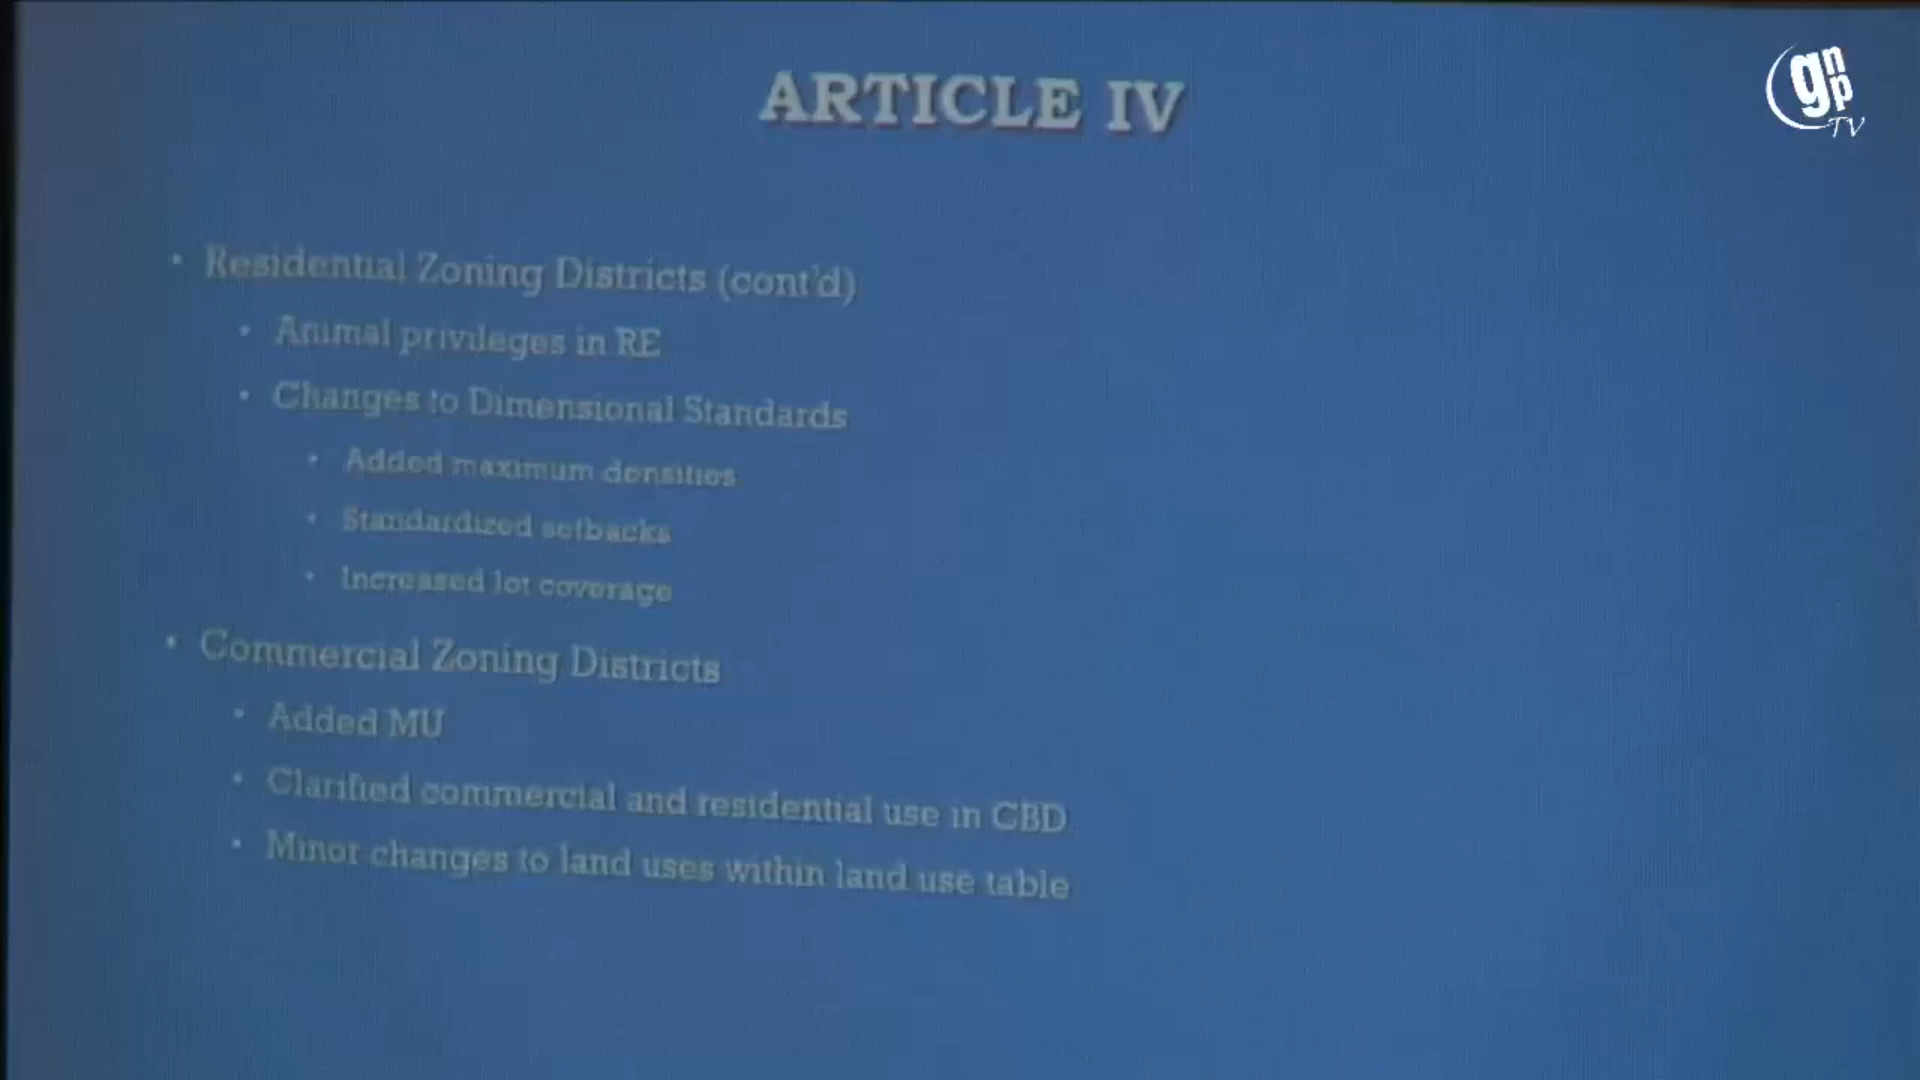 ARTICLE IV
gnp
TV
• Residential Zoning Districts (cont'd)
• Animal privileges in RE
• Changes to Dimensional Standards
• Added maximum densities
• Standardized setbacks
• Increased lot coverage
• Commercial Zoning Districts
• Added MU
• Clarified commercial and residential use in CBD
• Minor changes to land uses within land use table